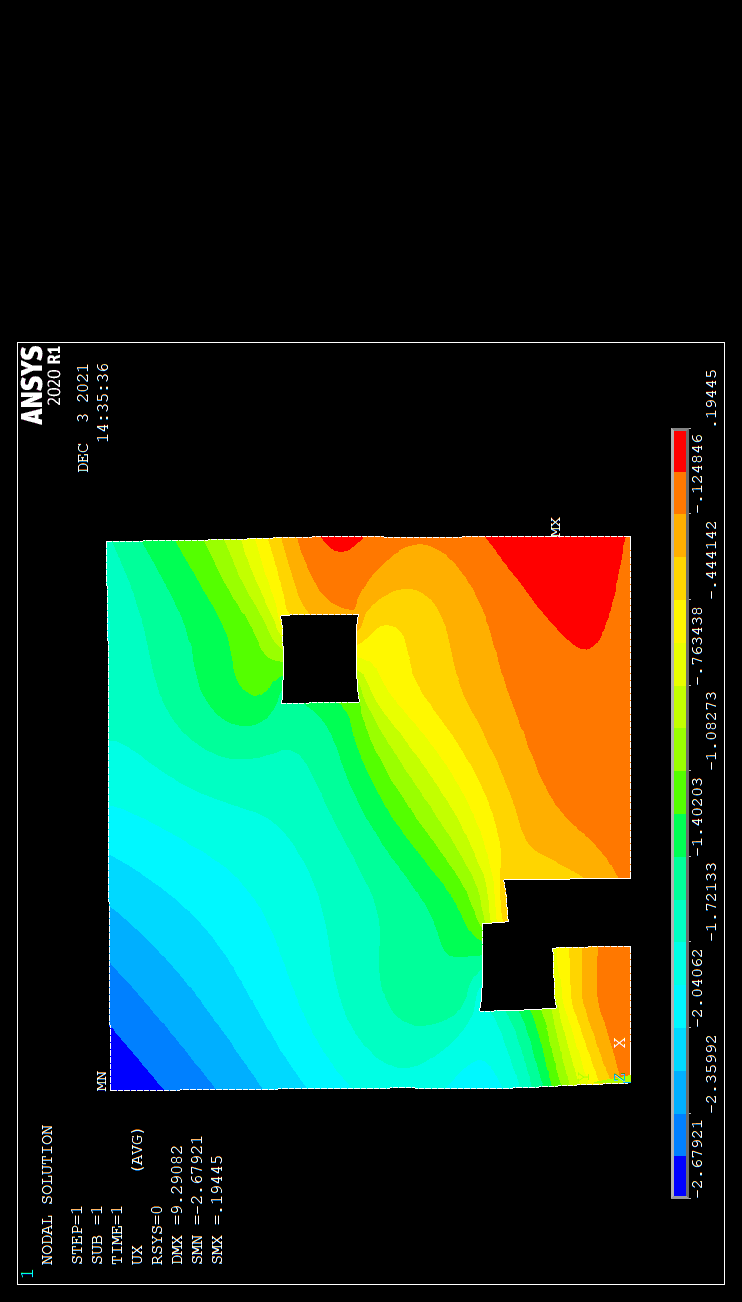 1
NODAL SOLUTION
STEP=1
SUB =1
TIME=1
UX (AVG)
RSYS=0
DMX =9.29082
SMN =-2.67921
SMX =.19445
ANSYS
2020 R1
DEC 3 2021
14:35:36
MN
MX
X
Z
-2.67921
-2.35992
-2.04062
-1.72133
-1.40203
-1.08273
-.763438
-.444142
-.124846
.19445